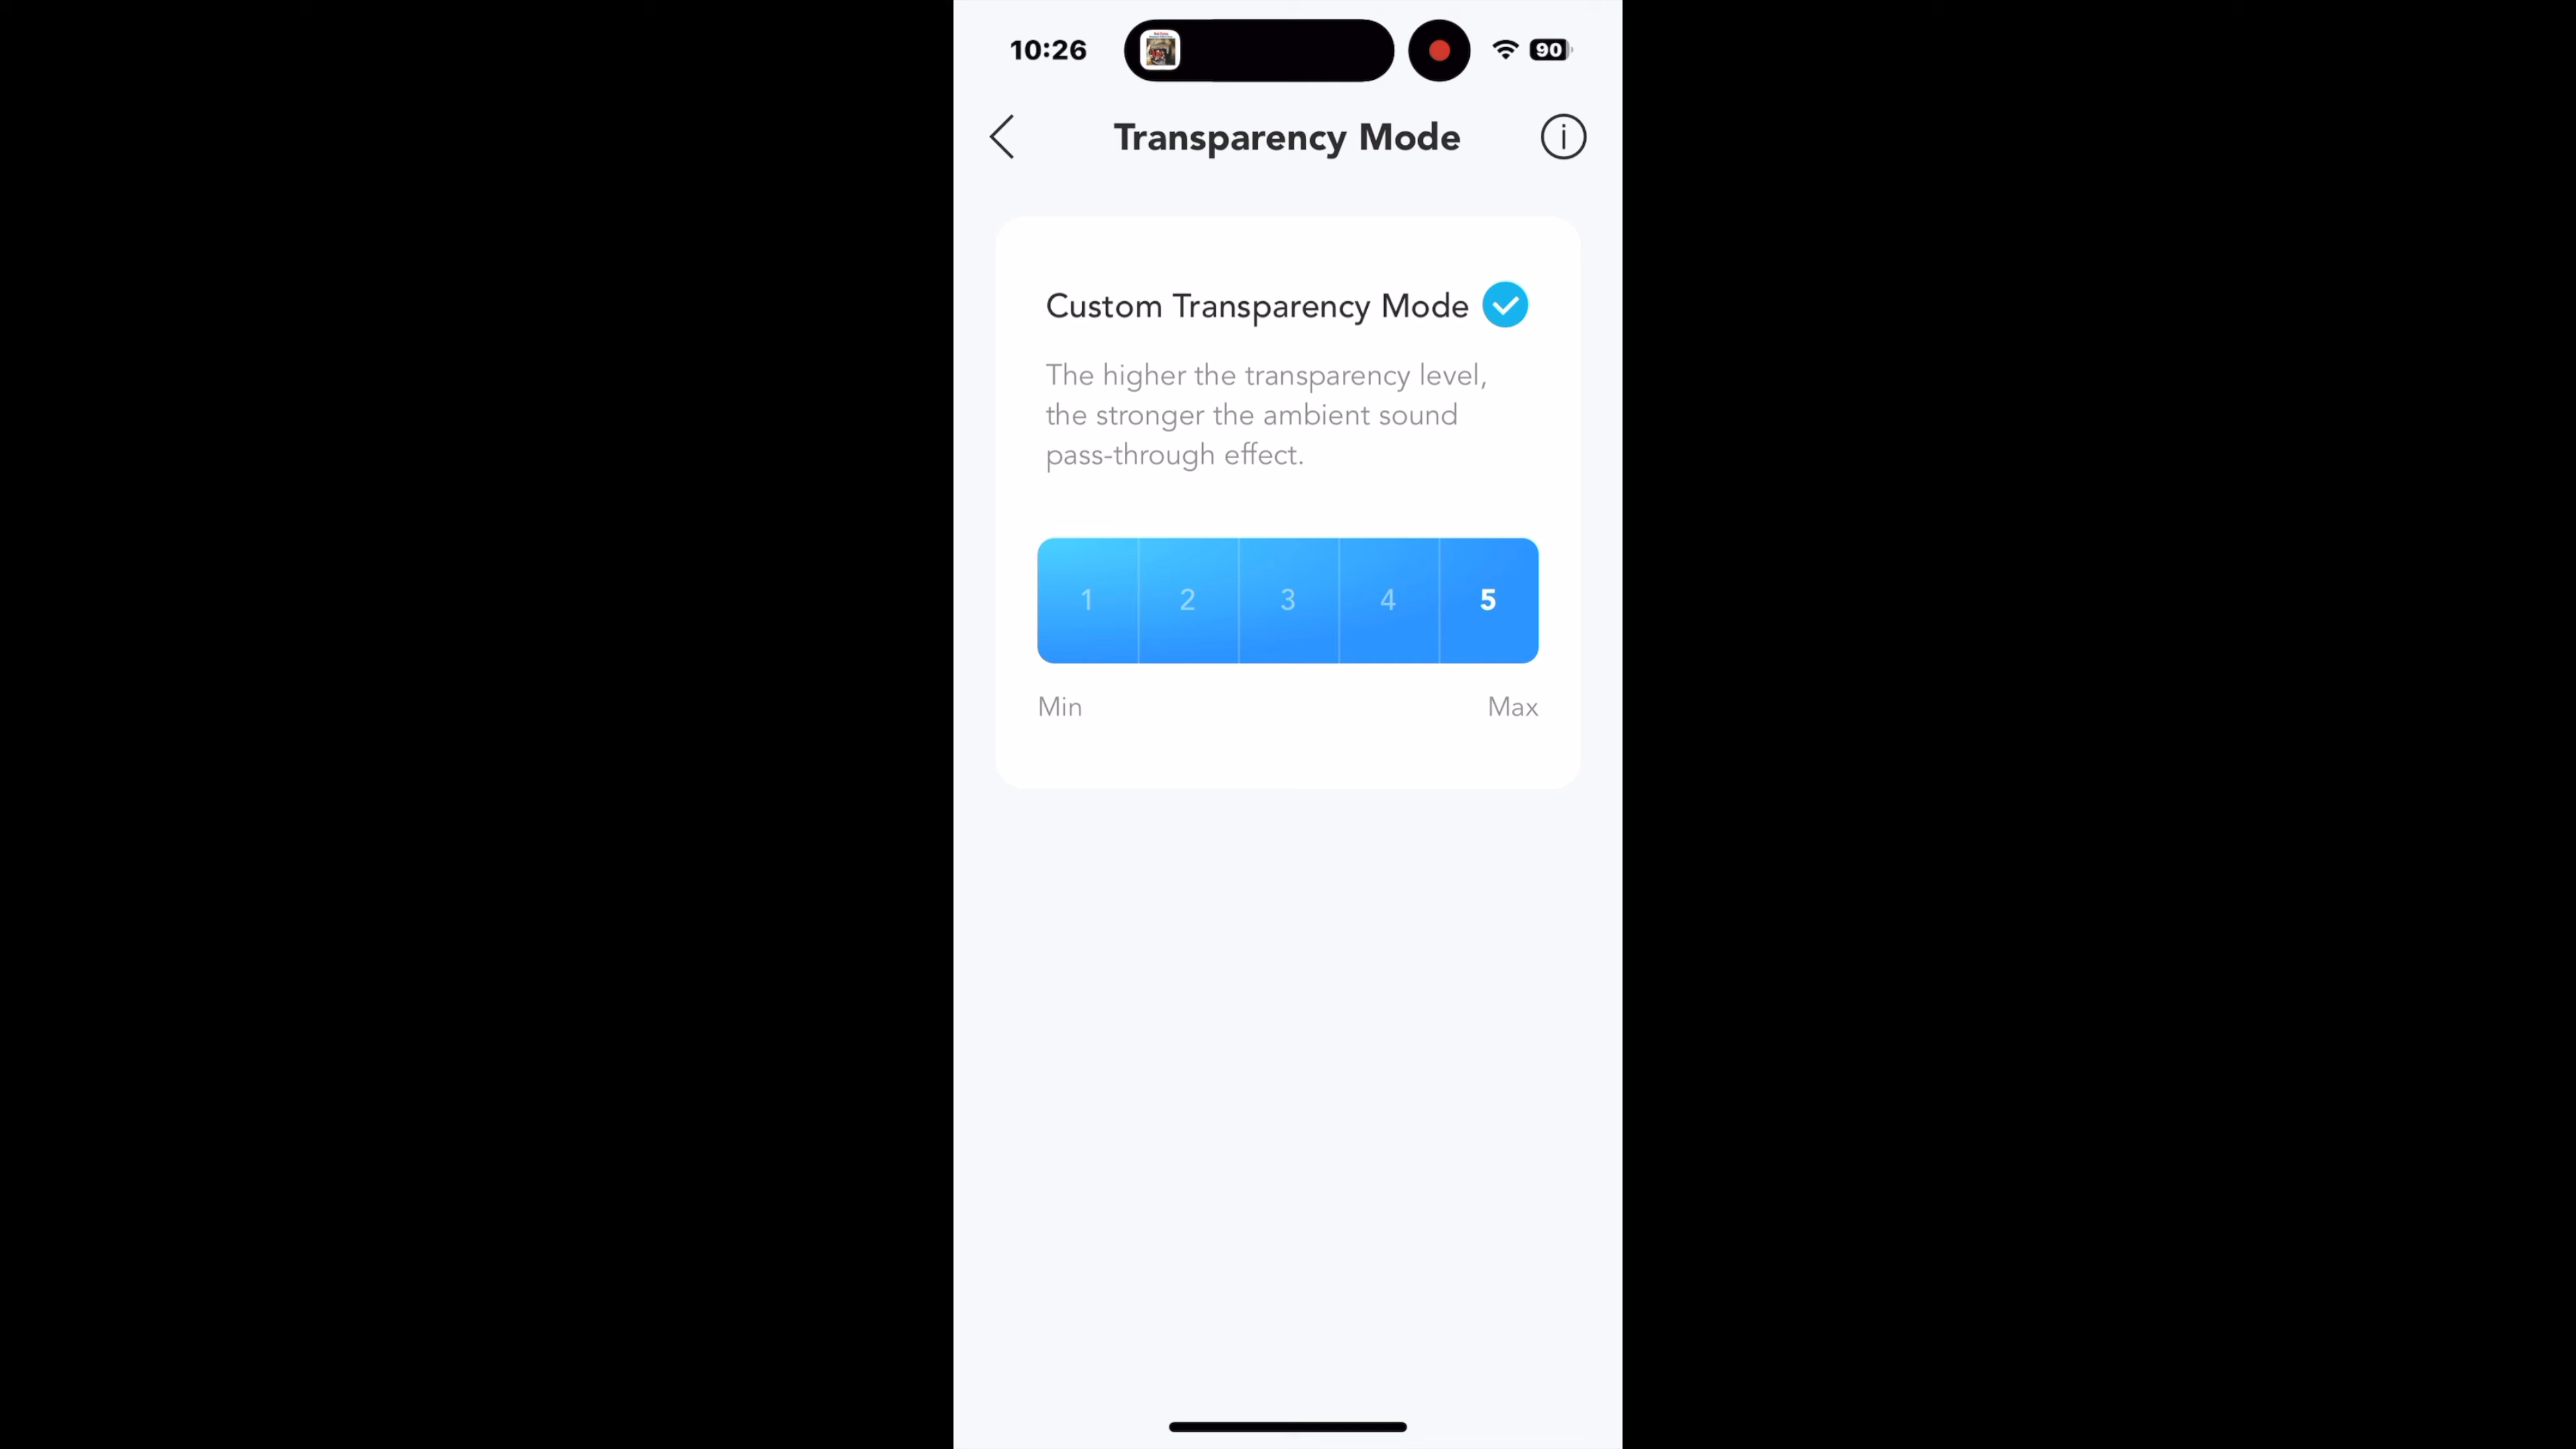 10:26
90
Transparency Mode
Custom Transparency Mode
The higher the transparency level,
the stronger the ambient sound
pass-through effect.
1 2 3 4 5
Min Max